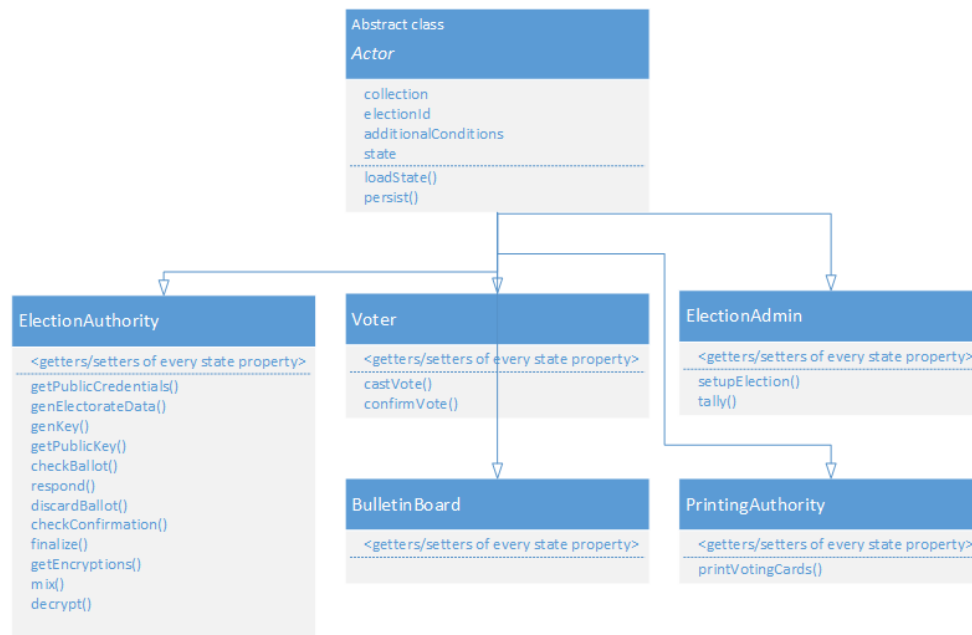 Abstract class
Actor
collection
electionId
additionalConditions
state
loadState()
persist()
ElectionAuthority
<getters/setters of every state property>
getPublicCredentials()
genElectorateData()
genKey()
getPublicKey()
checkBallot()
respond()
discardBallot()
checkConfirmation()
finalize()
getEncryptions()
mix()
decrypt()
Voter
<getters/setters of every state property>
castVote()
confirmVote()
ElectionAdmin
<getters/setters of every state property>
setupElection()
tally()
BulletinBoard
<getters/setters of every state property>
PrintingAuthority
<getters/setters of every state property>
printVotingCards()